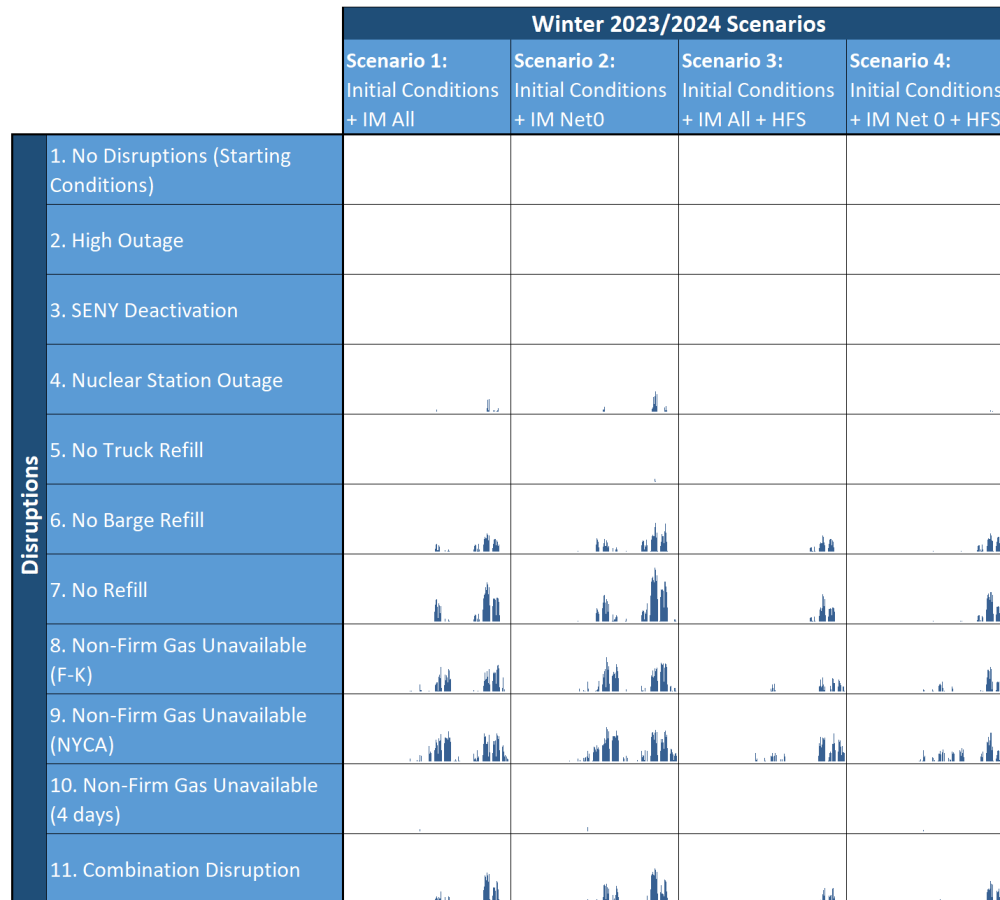 Winter 2023/2024 Scenarios
Scenario 1:
Initial Conditions
+ IM All
Scenario 2:
Initial Conditions
+ IM Net0
Scenario 3:
Initial Conditions
+ IM All + HFS
Scenario 4:
Initial Conditions
+ IM Net 0 + HFS
Disruptions
1. No Disruptions (Starting
Conditions)
2. High Outage
3. SENY Deactivation
4. Nuclear Station Outage
5. No Truck Refill
6. No Barge Refill
7. No Refill
8. Non-Firm Gas Unavailable
(F-K)
9. Non-Firm Gas Unavailable
(NYCA)
10. Non-Firm Gas Unavailable
(4 days)
11. Combination Disruption